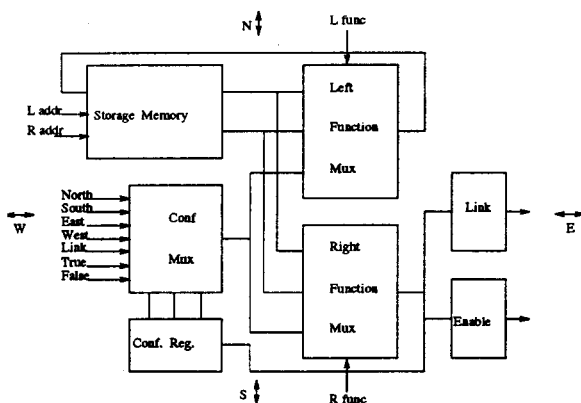 N
L func
L addr
R addr
Storage Memory
Left
Function
Mux
North
South
East
West
Link
True
False
Conf
Mux
W
Right
Function
Mux
Link
E
Enable
Conf. Reg.
S
R func